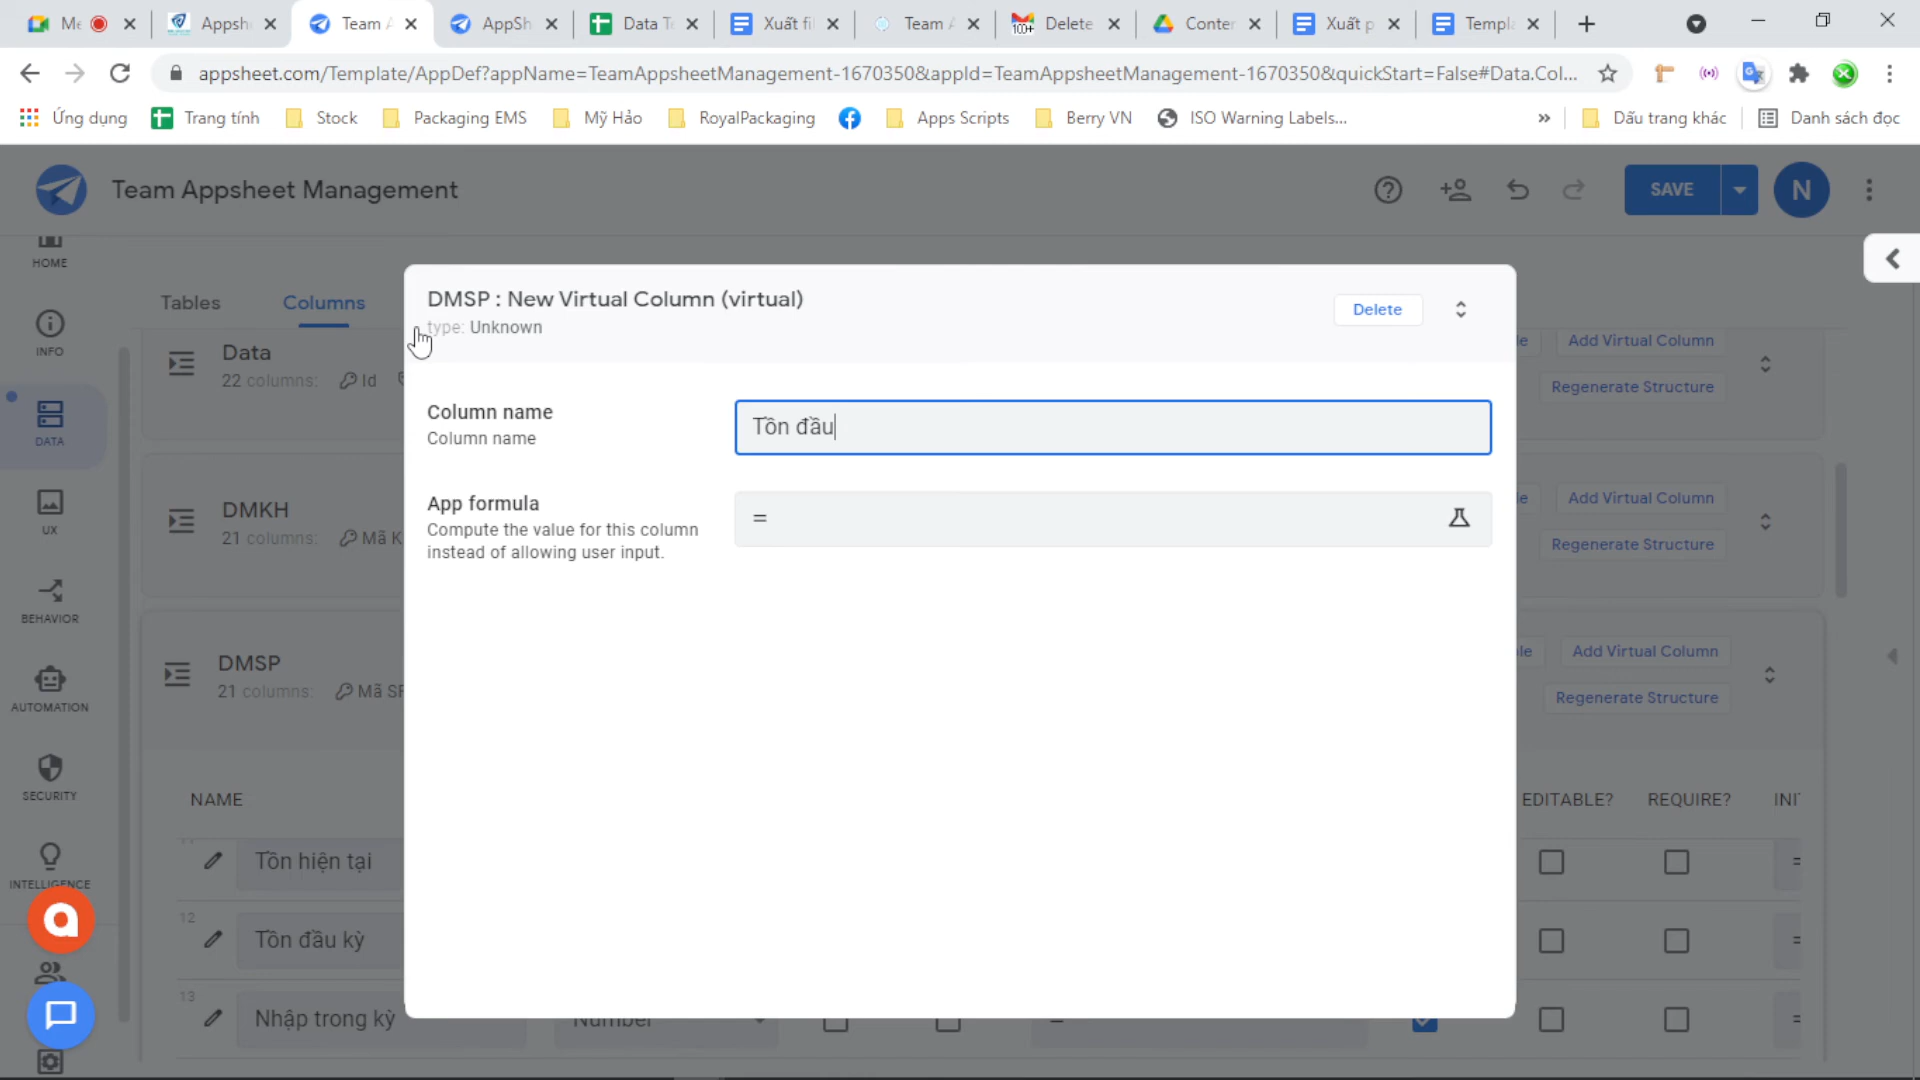 Me
Appsh
Team A
AppSh
Data Te
Xuất fi
Team A
Delete
Conter
Xuất p
Templ
appsheet.com/Template/AppDef?appName=TeamAppsheetManagement-1670350&appId=TeamAppsheetManagement-1670350&quickStart=False#Data.Col...
Ứng dụng
Trang tính
Stock
Packaging EMS
Mỹ Hảo
RoyalPackaging
Apps Scripts
Berry VN
ISO Warning Labels...
»
Dấu trang khác
Danh sách đọc
Team Appsheet Management
SAVE
N
HOME
INFO
DATA
UX
BEHAVIOR
AUTOMATION
SECURITY
INTELLIGENCE
Tables
Columns
Data
22 columns: Id
Add Virtual Column
Regenerate Structure
DMKH
21 columns: Mã K
Add Virtual Column
Regenerate Structure
DMSP
21 columns: Mã SF
Add Virtual Column
Regenerate Structure
DMSP : New Virtual Column (virtual)
type: Unknown
Delete
Column name
Column name
Tồn đầu
App formula
Compute the value for this column
instead of allowing user input.
=
NAME
EDITABLE?
REQUIRE?
INI
Tồn hiện tại
=
12
Tồn đầu kỳ
=
13
Nhập trong kỳ
Number
=
=